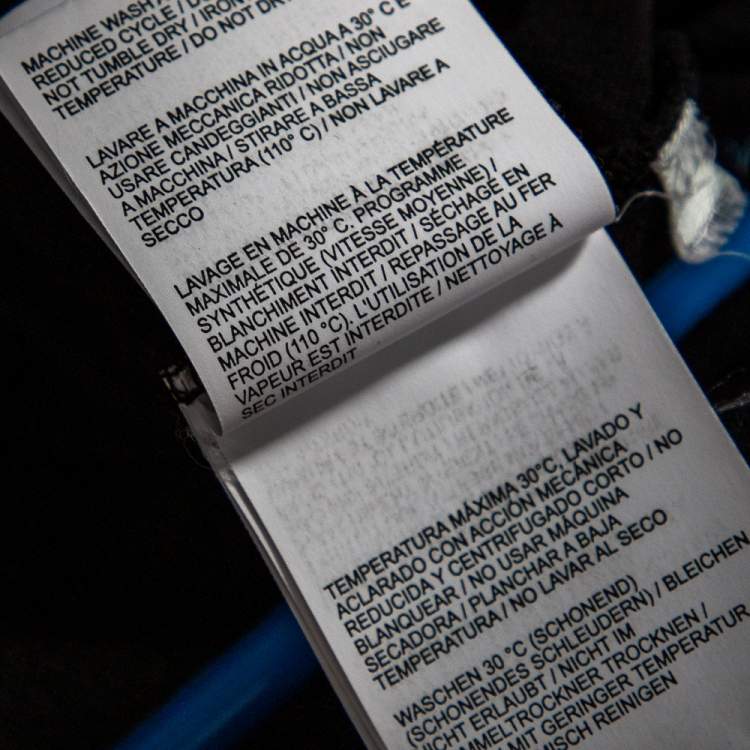 MACHINE WASH
REDUCED CYCLE /
NOT TUMBLE DRY / IRON
TEMPERATURE / DO NOT DRY
LAVARE A MACCHINA IN ACQUA A 30° C E
AZIONE MECCANICA RIDOTTA / NON
USARE CANDEGGIANTI / NON ASCIUGARE
A MACCHINA / STIRARE A BASSA
TEMPERATURA (110° C) / NON LAVARE A
SECCO
LAVAGE EN MACHINE À LA TEMPÉRATURE
MAXIMALE DE 30° C. PROGRAMME
SYNTHÉTIQUE (VITESSE MOYENNE) /
BLANCHIMENT INTERDIT / SÉCHAGE EN
MACHINE INTERDIT / REPASSAGE AU FER
FROID (110 °C). L'UTILISATION DE LA
VAPEUR EST INTERDITE / NETTOYAGE À
SEC INTERDIT
TEMPERATURA MÁXIMA 30°C. LAVADO Y
ACLARADO CON ACCIÓN MECÁNICA
REDUCIDA Y CENTRIFUGADO CORTO / NO
BLANQUEAR / NO USAR MÁQUINA
SECADORA / PLANCHAR A BAJA
TEMPERATURA / NO LAVAR AL SECO
WASCHEN 30 °C (SCHONEND)
(SCHONENDES SCHLEUDERN) / BLEICHEN
NICHT ERLAUBT / NICHT IM
MMELTROCKNER TROCKNEN /
MIT GERINGER TEMPERATUR
MISCH REINIGEN